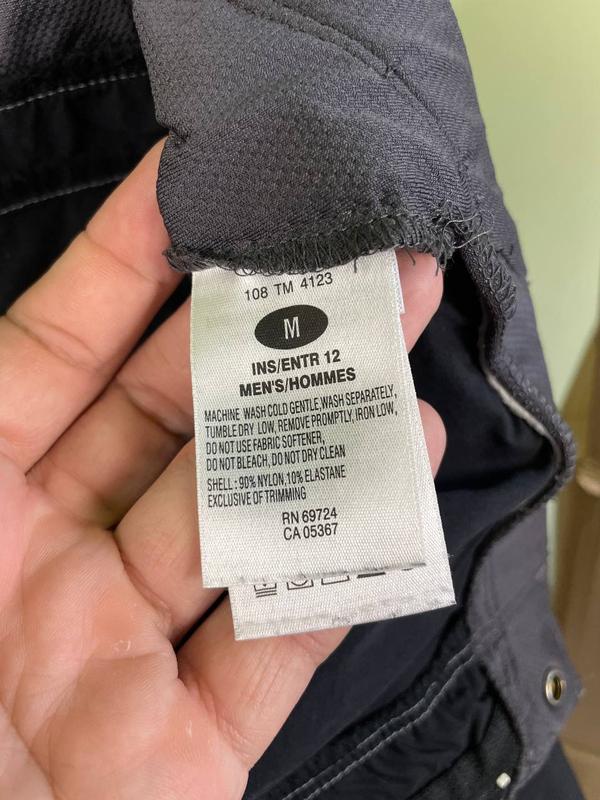 108 TM 4123
M
INS/ENTR 12
MEN'S/HOMMES
MACHINE WASH COLD GENTLE, WASH SEPARATELY,
TUMBLE DRY LOW, REMOVE PROMPTLY, IRON LOW,
DO NOT USE FABRIC SOFTENER,
DO NOT BLEACH, DO NOT DRY CLEAN
SHELL : 90% NYLON, 10% ELASTANE
EXCLUSIVE OF TRIMMING
RN 69724
CA 05367